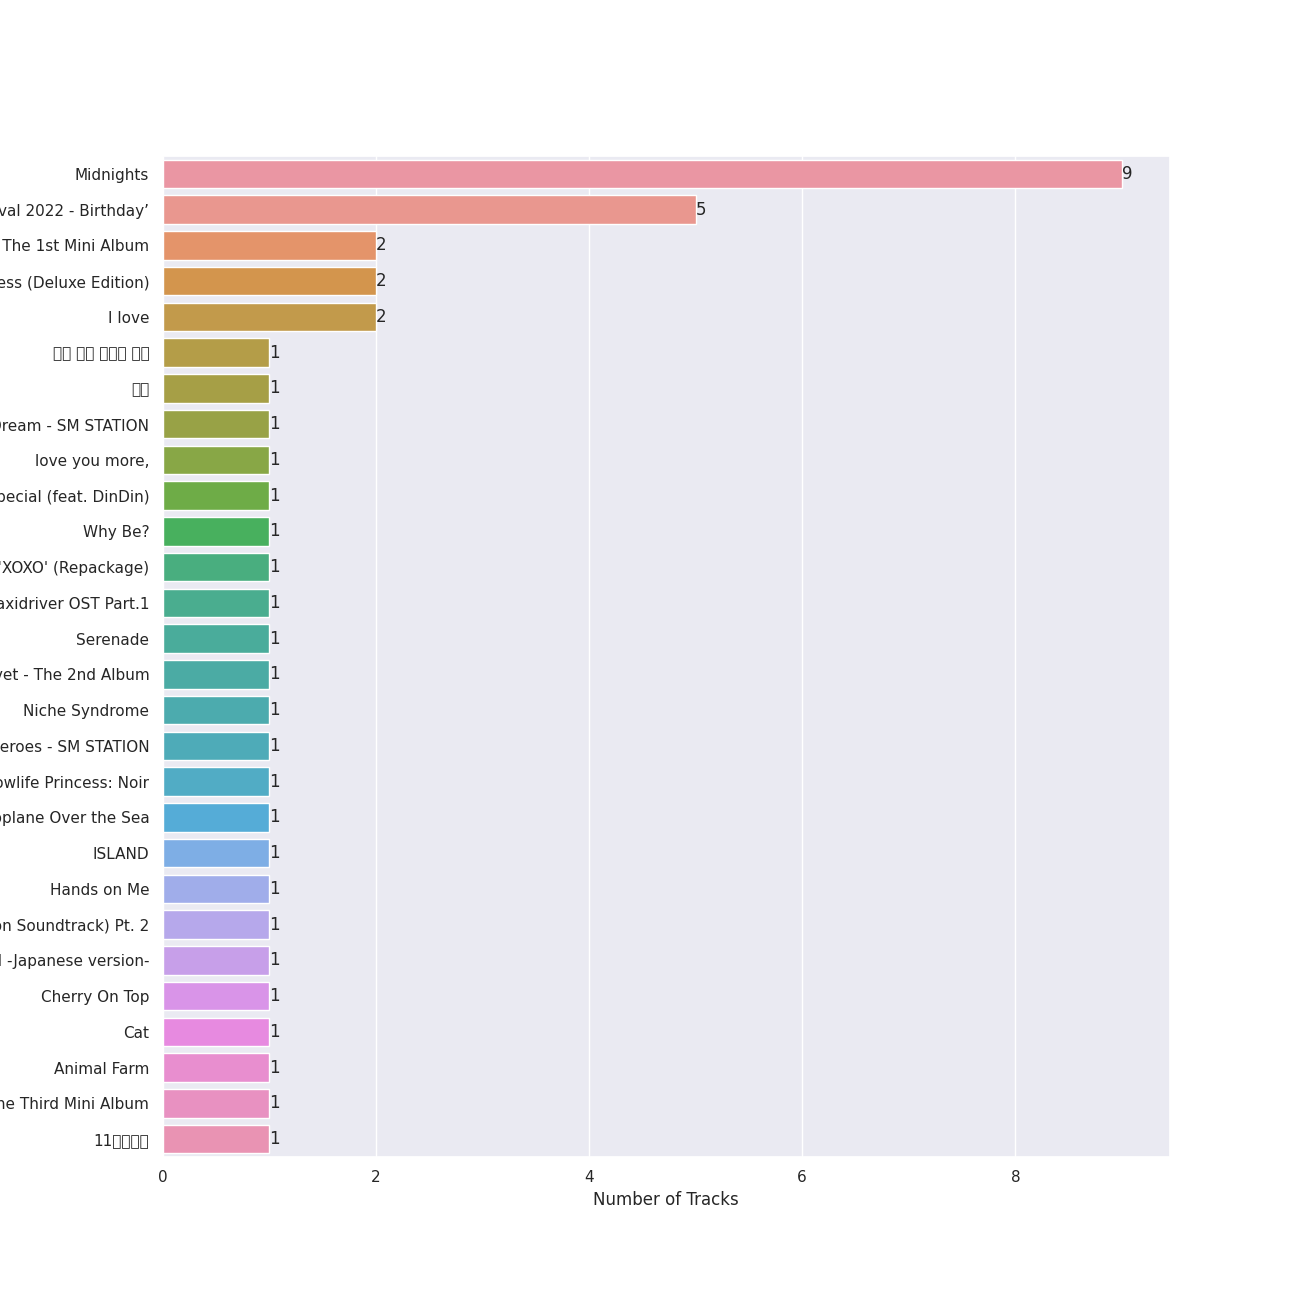 Midnights 9
val 2022 - Birthday’ 5
The 1st Mini Album 2
ess (Deluxe Edition) 2
I love 2
1
1
Dream - SM STATION 1
love you more, 1
pecial (feat. DinDin) 1
Why Be? 1
'XOXO' (Repackage) 1
axidriver OST Part.1 1
Serenade 1
vet - The 2nd Album 1
Niche Syndrome 1
eroes - SM STATION 1
owlife Princess: Noir 1
oplane Over the Sea 1
ISLAND 1
Hands on Me 1
on Soundtrack) Pt. 2 1
-Japanese version- 1
Cherry On Top 1
Cat 1
Animal Farm 1
he Third Mini Album 1
11 1
0 2 4 6 8
Number of Tracks